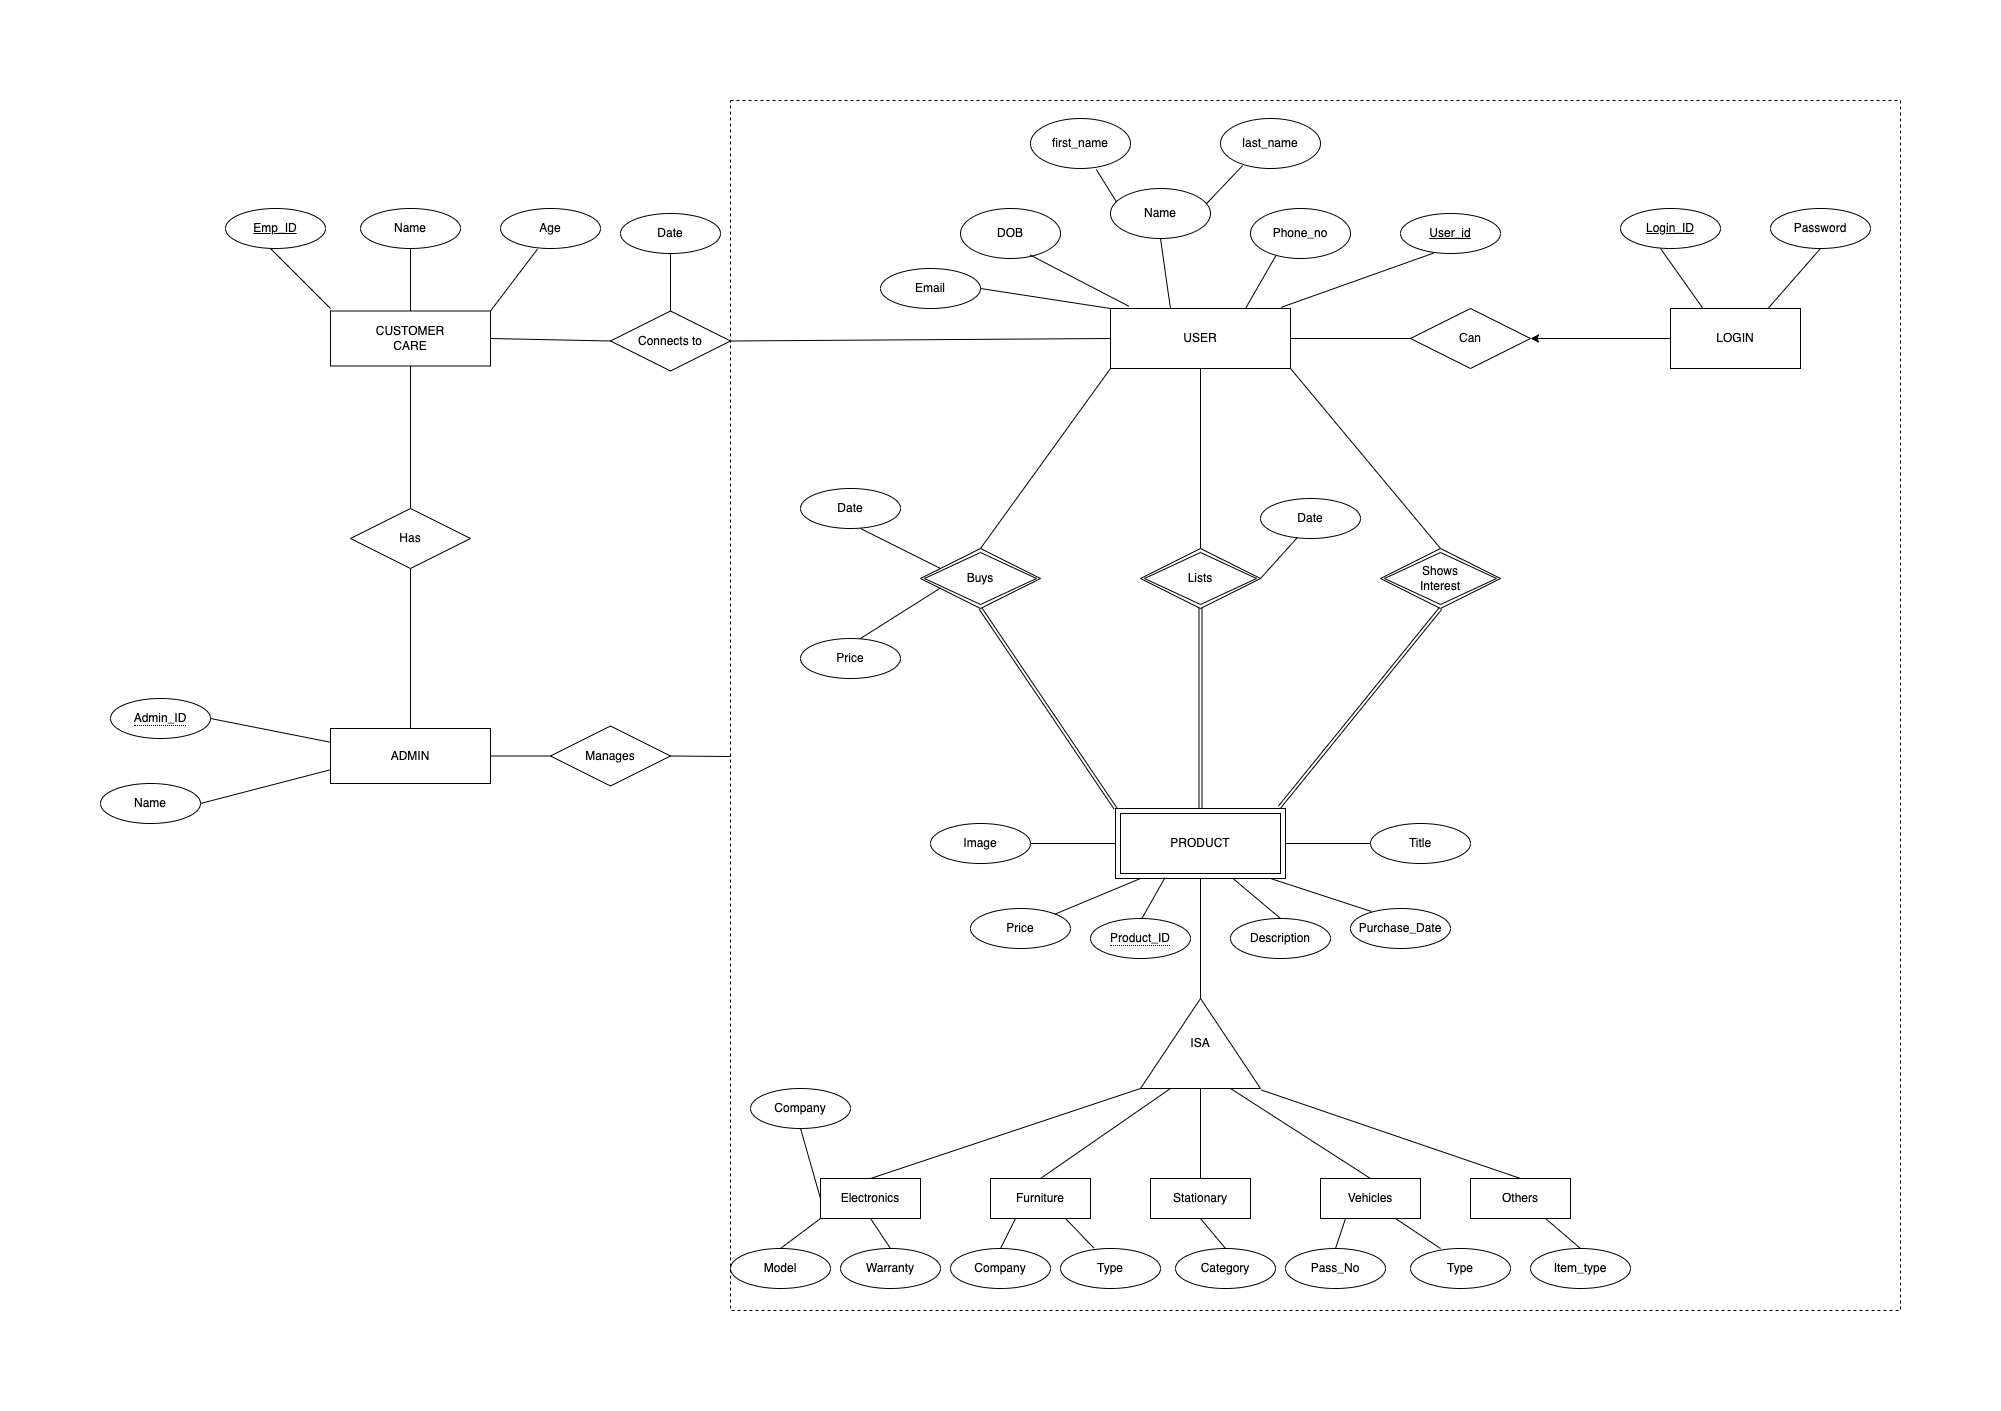 first_name
last_name
Name
Emp_ID
Name
Age
Date
DOB
Phone_no
User_id
Login_ID
Password
Email
CUSTOMER
CARE
Connects to
USER
Can
LOGIN
Date
Date
Has
Buys
Lists
Shows
Interest
Price
Admin_ID
ADMIN
Manages
Name
Image
PRODUCT
Title
Price
Product_ID
Description
Purchase_Date
ISA
Company
Electronics
Furniture
Stationary
Vehicles
Others
Model
Warranty
Company
Type
Category
Pass_No
Type
Item_type